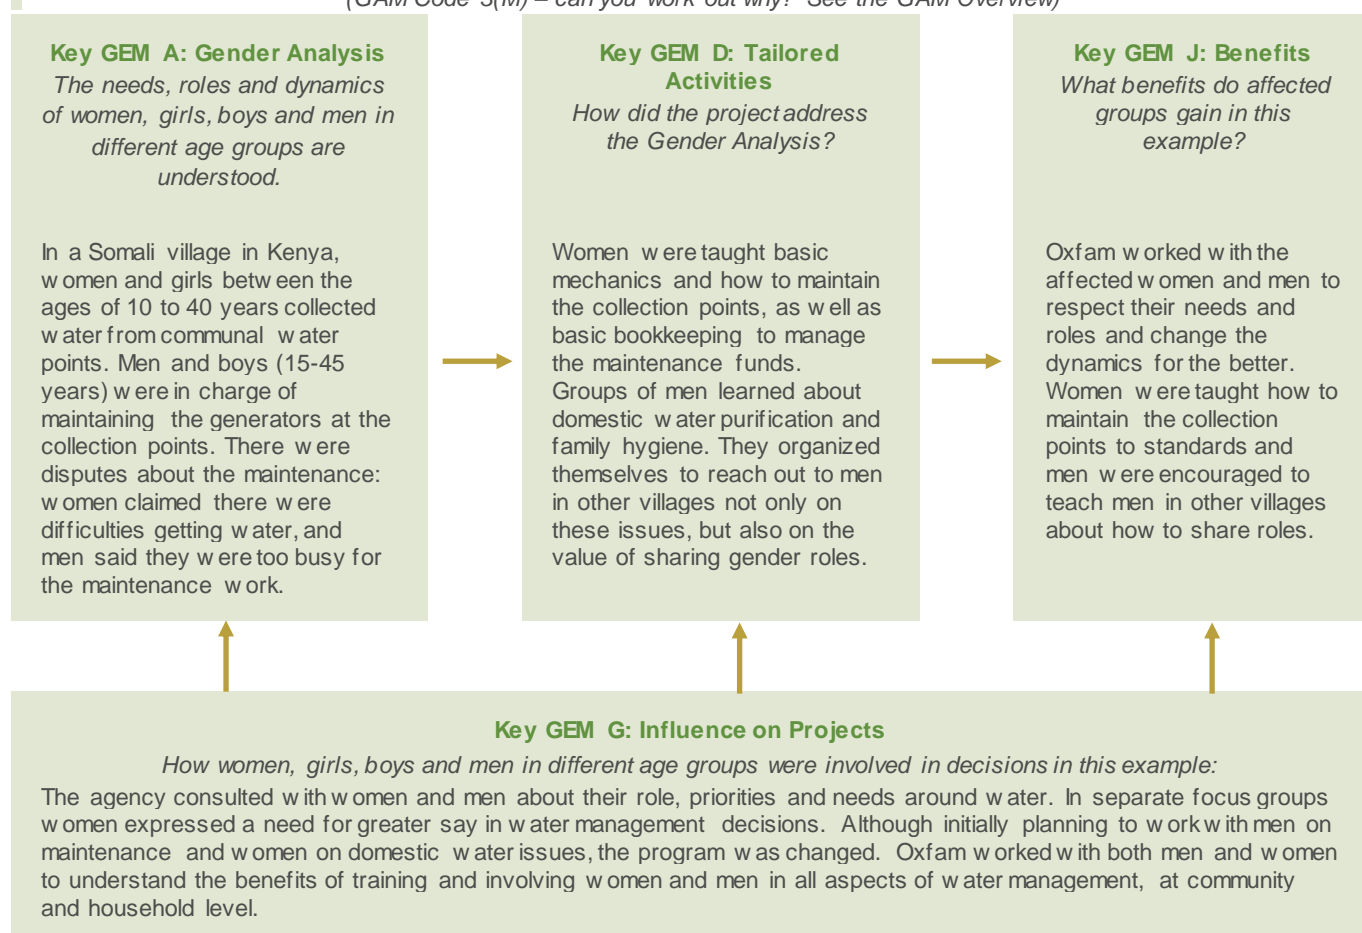 (GAM Code 3(M) – can you work out why? See the GAM Overview)
Key GEM A: Gender Analysis
The needs, roles and dynamics
of women, girls, boys and men in
different age groups are
understood.
In a Somali village in Kenya,
women and girls between the
ages of 10 to 40 years collected
water from communal water
points. Men and boys (15-45
years) were in charge of
maintaining the generators at the
collection points. There were
disputes about the maintenance:
women claimed there were
difficulties getting water, and
men said they were too busy for
the maintenance work.
Key GEM D: Tailored
Activities
How did the project address
the Gender Analysis?
Women were taught basic
mechanics and how to maintain
the collection points, as well as
basic bookkeeping to manage
the maintenance funds.
Groups of men learned about
domestic water purification and
family hygiene. They organized
themselves to reach out to men
in other villages not only on
these issues, but also on the
value of sharing gender roles.
Key GEM J: Benefits
What benefits do affected
groups gain in this
example?
Oxfam worked with the
affected women and men to
respect their needs and
roles and change the
dynamics for the better.
Women were taught how to
maintain the collection
points to standards and
men were encouraged to
teach men in other villages
about how to share roles.
Key GEM G: Influence on Projects
How women, girls, boys and men in different age groups were involved in decisions in this example:
The agency consulted with women and men about their role, priorities and needs around water. In separate focus groups
women expressed a need for greater say in water management decisions. Although initially planning to work with men on
maintenance and women on domestic water issues, the program was changed. Oxfam worked with both men and women
to understand the benefits of training and involving women and men in all aspects of water management, at community
and household level.